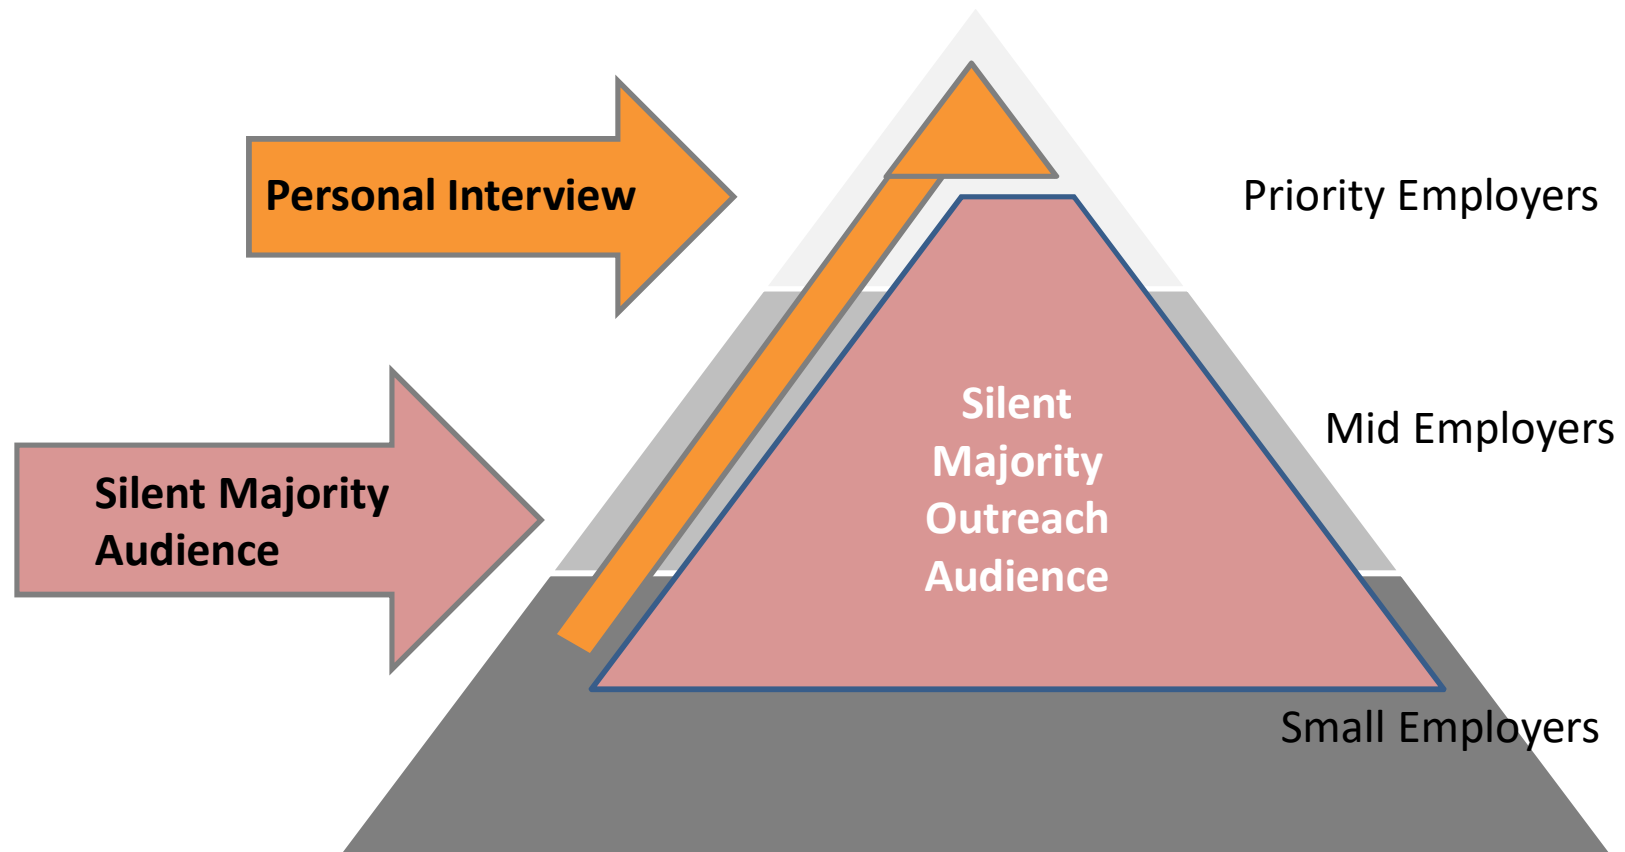 Personal Interview
Priority Employers
Silent
Majority
Outreach
Audience
Mid Employers
Silent Majority
Audience
Small Employers